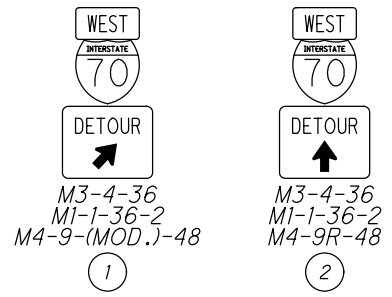 WEST
INTERSTATE
70
DETOUR
M3-4-36
M1-1-36-2
M4-9-(MOD.)-48
1
WEST
INTERSTATE
70
DETOUR
M3-4-36
M1-1-36-2
M4-9R-48
2